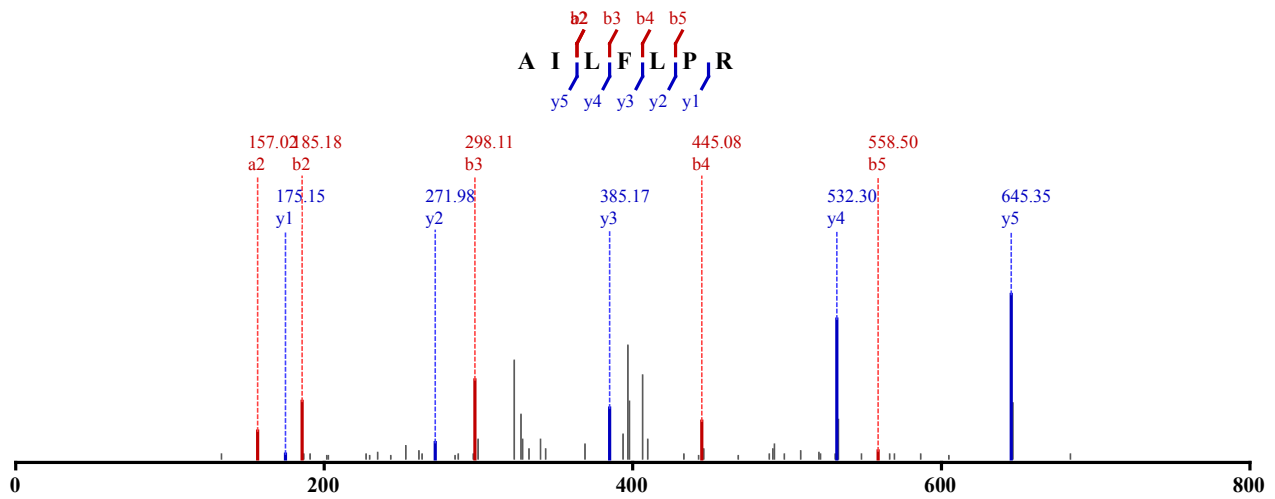 a2 b2 b3 b4 b5
A I L F L P R
y5 y4 y3 y2 y1
157.02 185.18 298.11 445.08 558.50
a2 b2 b3 b4 b5
175.15 271.98 385.17 532.30 645.35
y1 y2 y3 y4 y5
0 200 400 600 800